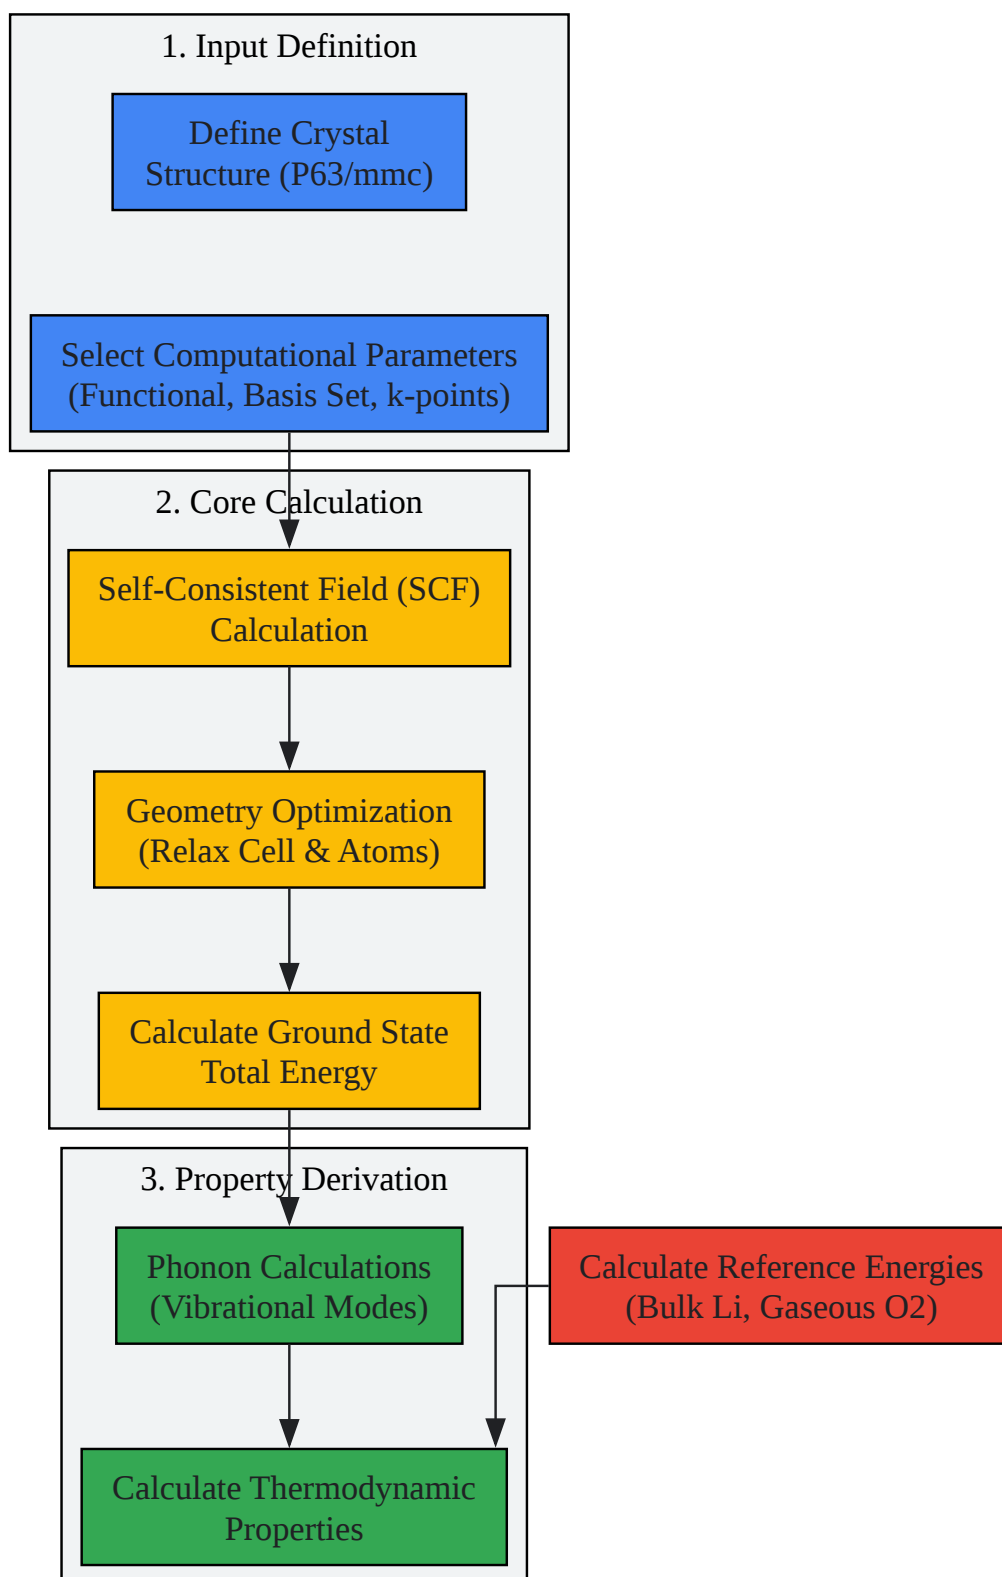 1. Input Definition
Define Crystal
Structure (P63/mmc)
Select Computational Parameters
(Functional, Basis Set, k-points)
2. Core Calculation
Self-Consistent Field (SCF)
Calculation
Geometry Optimization
(Relax Cell & Atoms)
Calculate Ground State
Total Energy
3. Property Derivation
Phonon Calculations
(Vibrational Modes)
Calculate Reference Energies
(Bulk Li, Gaseous O2)
Calculate Thermodynamic
Properties